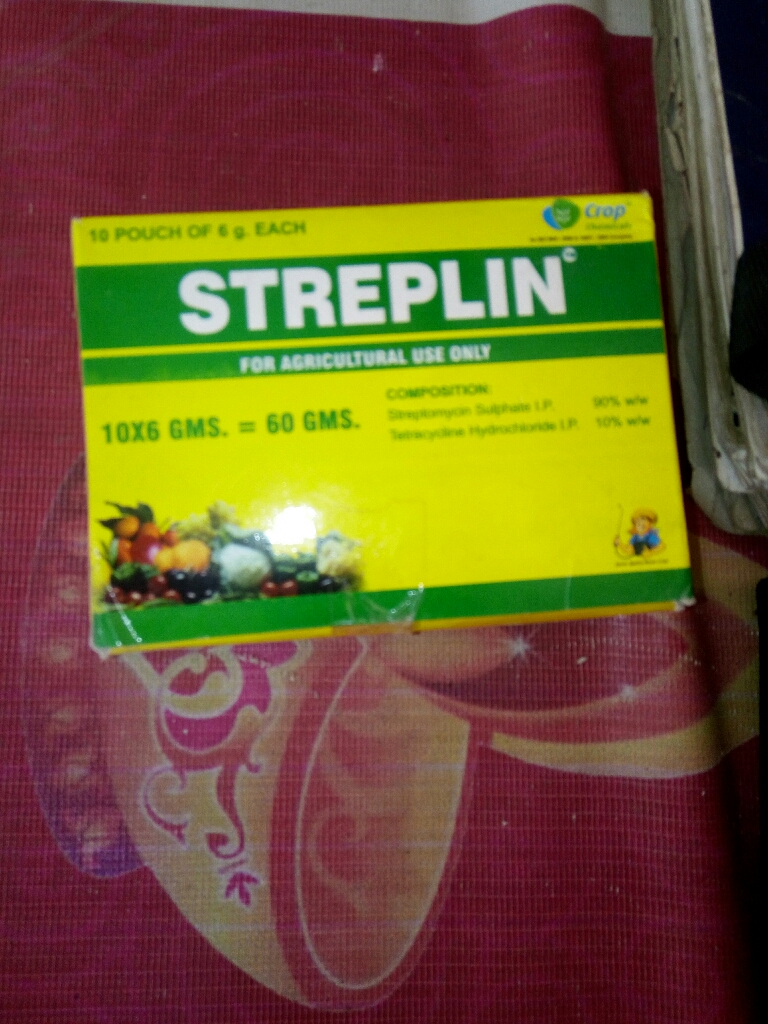 10 POUCH OF 6 g. EACH
Crop
Chemicals
STREPLIN
FOR AGRICULTURAL USE ONLY
10X6 GMS. = 60 GMS.
COMPOSITION:
Streptomycin Sulphate I.P. 90% w/w
Tetracycline Hydrochloride I.P. 10% w/w